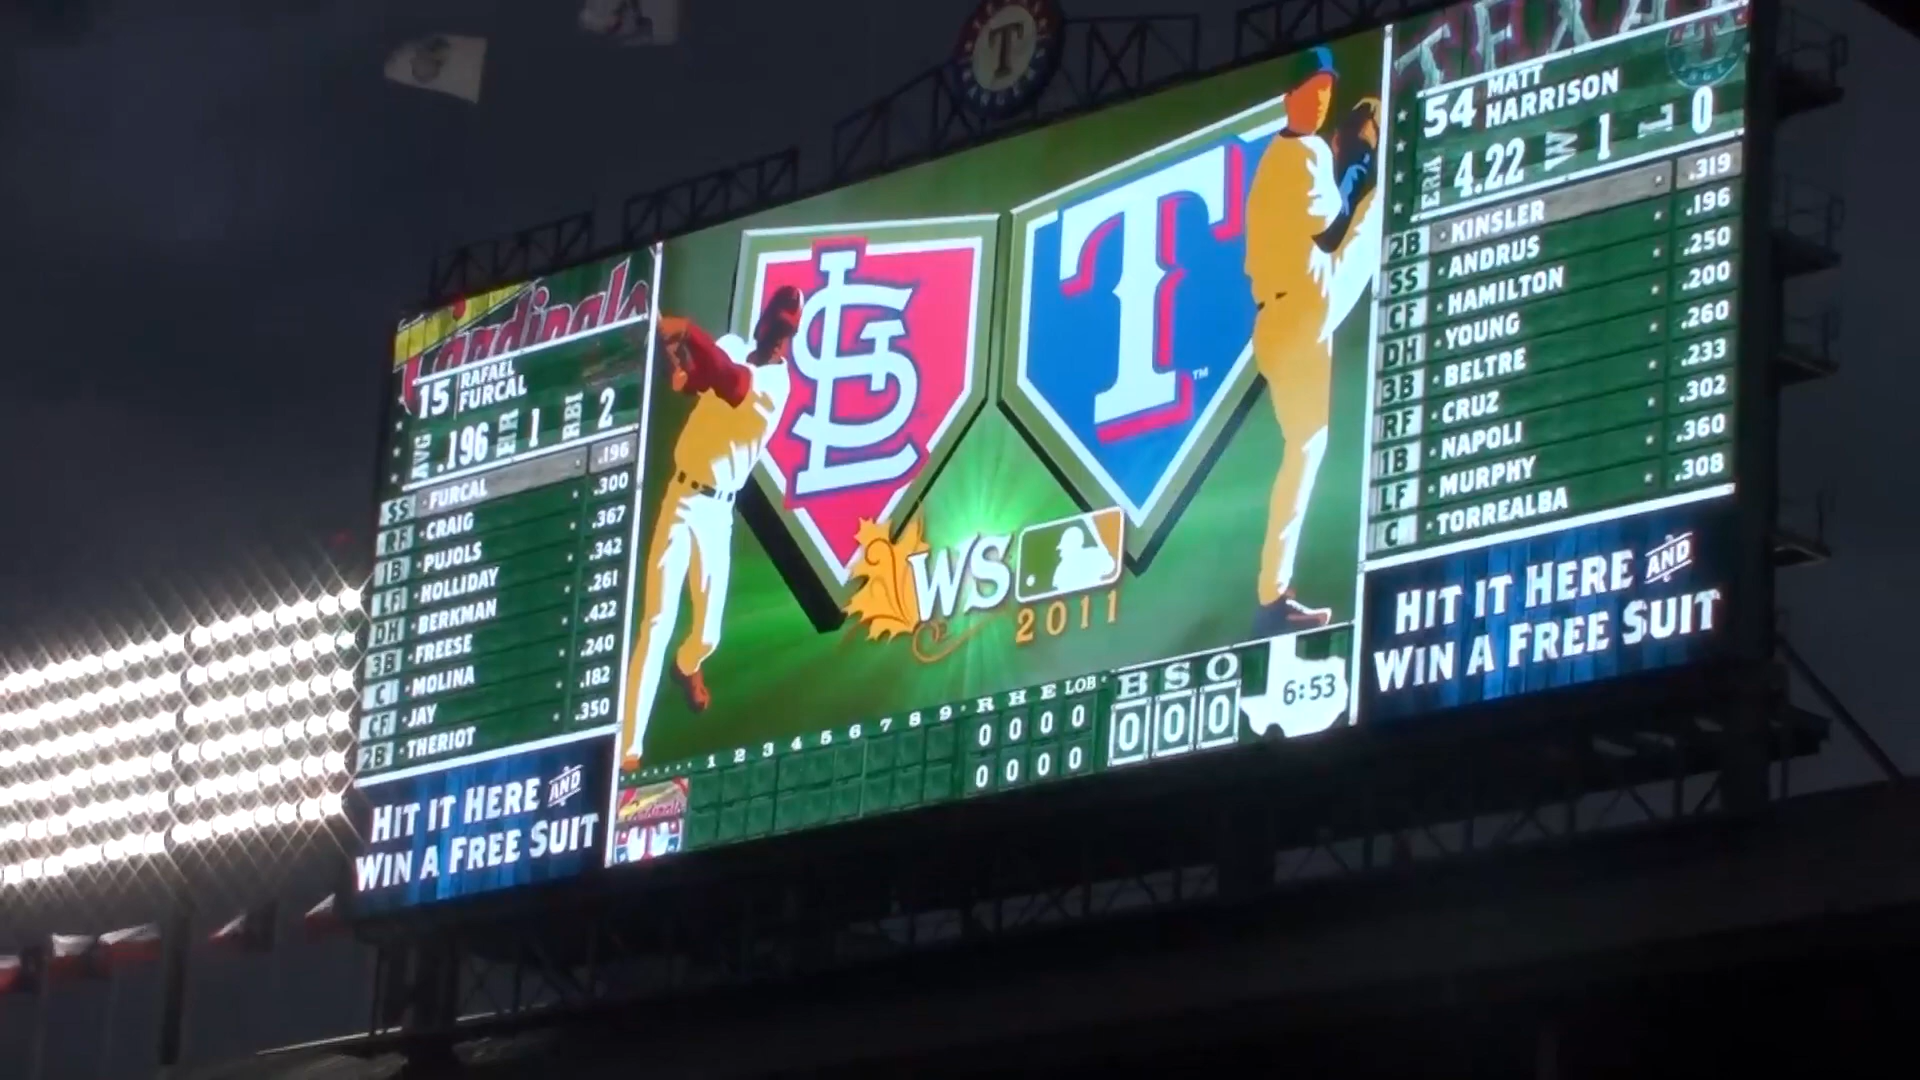 T
TEXAS
Cardinals
15 RAFAEL FURCAL
AVG .196 HR 1 RBI 2
.196
SS · FURCAL .300
RF · CRAIG .367
1B · PUJOLS .342
LF · HOLLIDAY .261
DH · BERKMAN .422
3B · FREESE .240
C · MOLINA .182
CF · JAY .350
2B · THERIOT
HIT IT HERE AND
WIN A FREE SUIT
STL
T
TM
WS
2011
1 2 3 4 5 6 7 8 9 · R H E LOB · B S O
0 0 0 0 0 0 0
0 0 0 0
6:53
54 MATT HARRISON
ERA 4.22 W 1 L 0
.319
2B · KINSLER .196
SS · ANDRUS .250
CF · HAMILTON .200
DH · YOUNG .260
3B · BELTRE .233
RF · CRUZ .302
1B · NAPOLI .360
LF · MURPHY .308
C · TORREALBA
HIT IT HERE AND
WIN A FREE SUIT